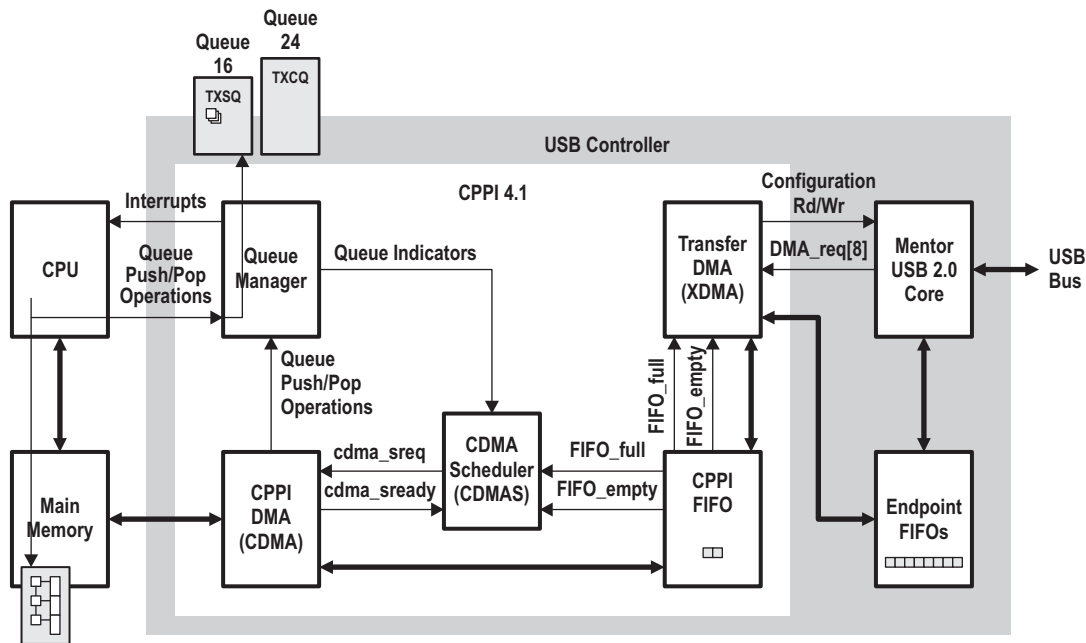 Queue
24
Queue
16
TXCQ
TXSQ
USB Controller
CPPI 4.1
Interrupts
Configuration
Rd/Wr
CPU
Queue
Push/Pop
Operations
Queue
Manager
Queue Indicators
Transfer
DMA
(XDMA)
DMA_req[8]
Mentor
USB 2.0
Core
USB
Bus
Queue
Push/Pop
Operations
FIFO_full
FIFO_empty
Main
Memory
CPPI
DMA
(CDMA)
cdma_sreq
cdma_sready
CDMA
Scheduler
(CDMAS)
FIFO_full
FIFO_empty
CPPI
FIFO
Endpoint
FIFOs